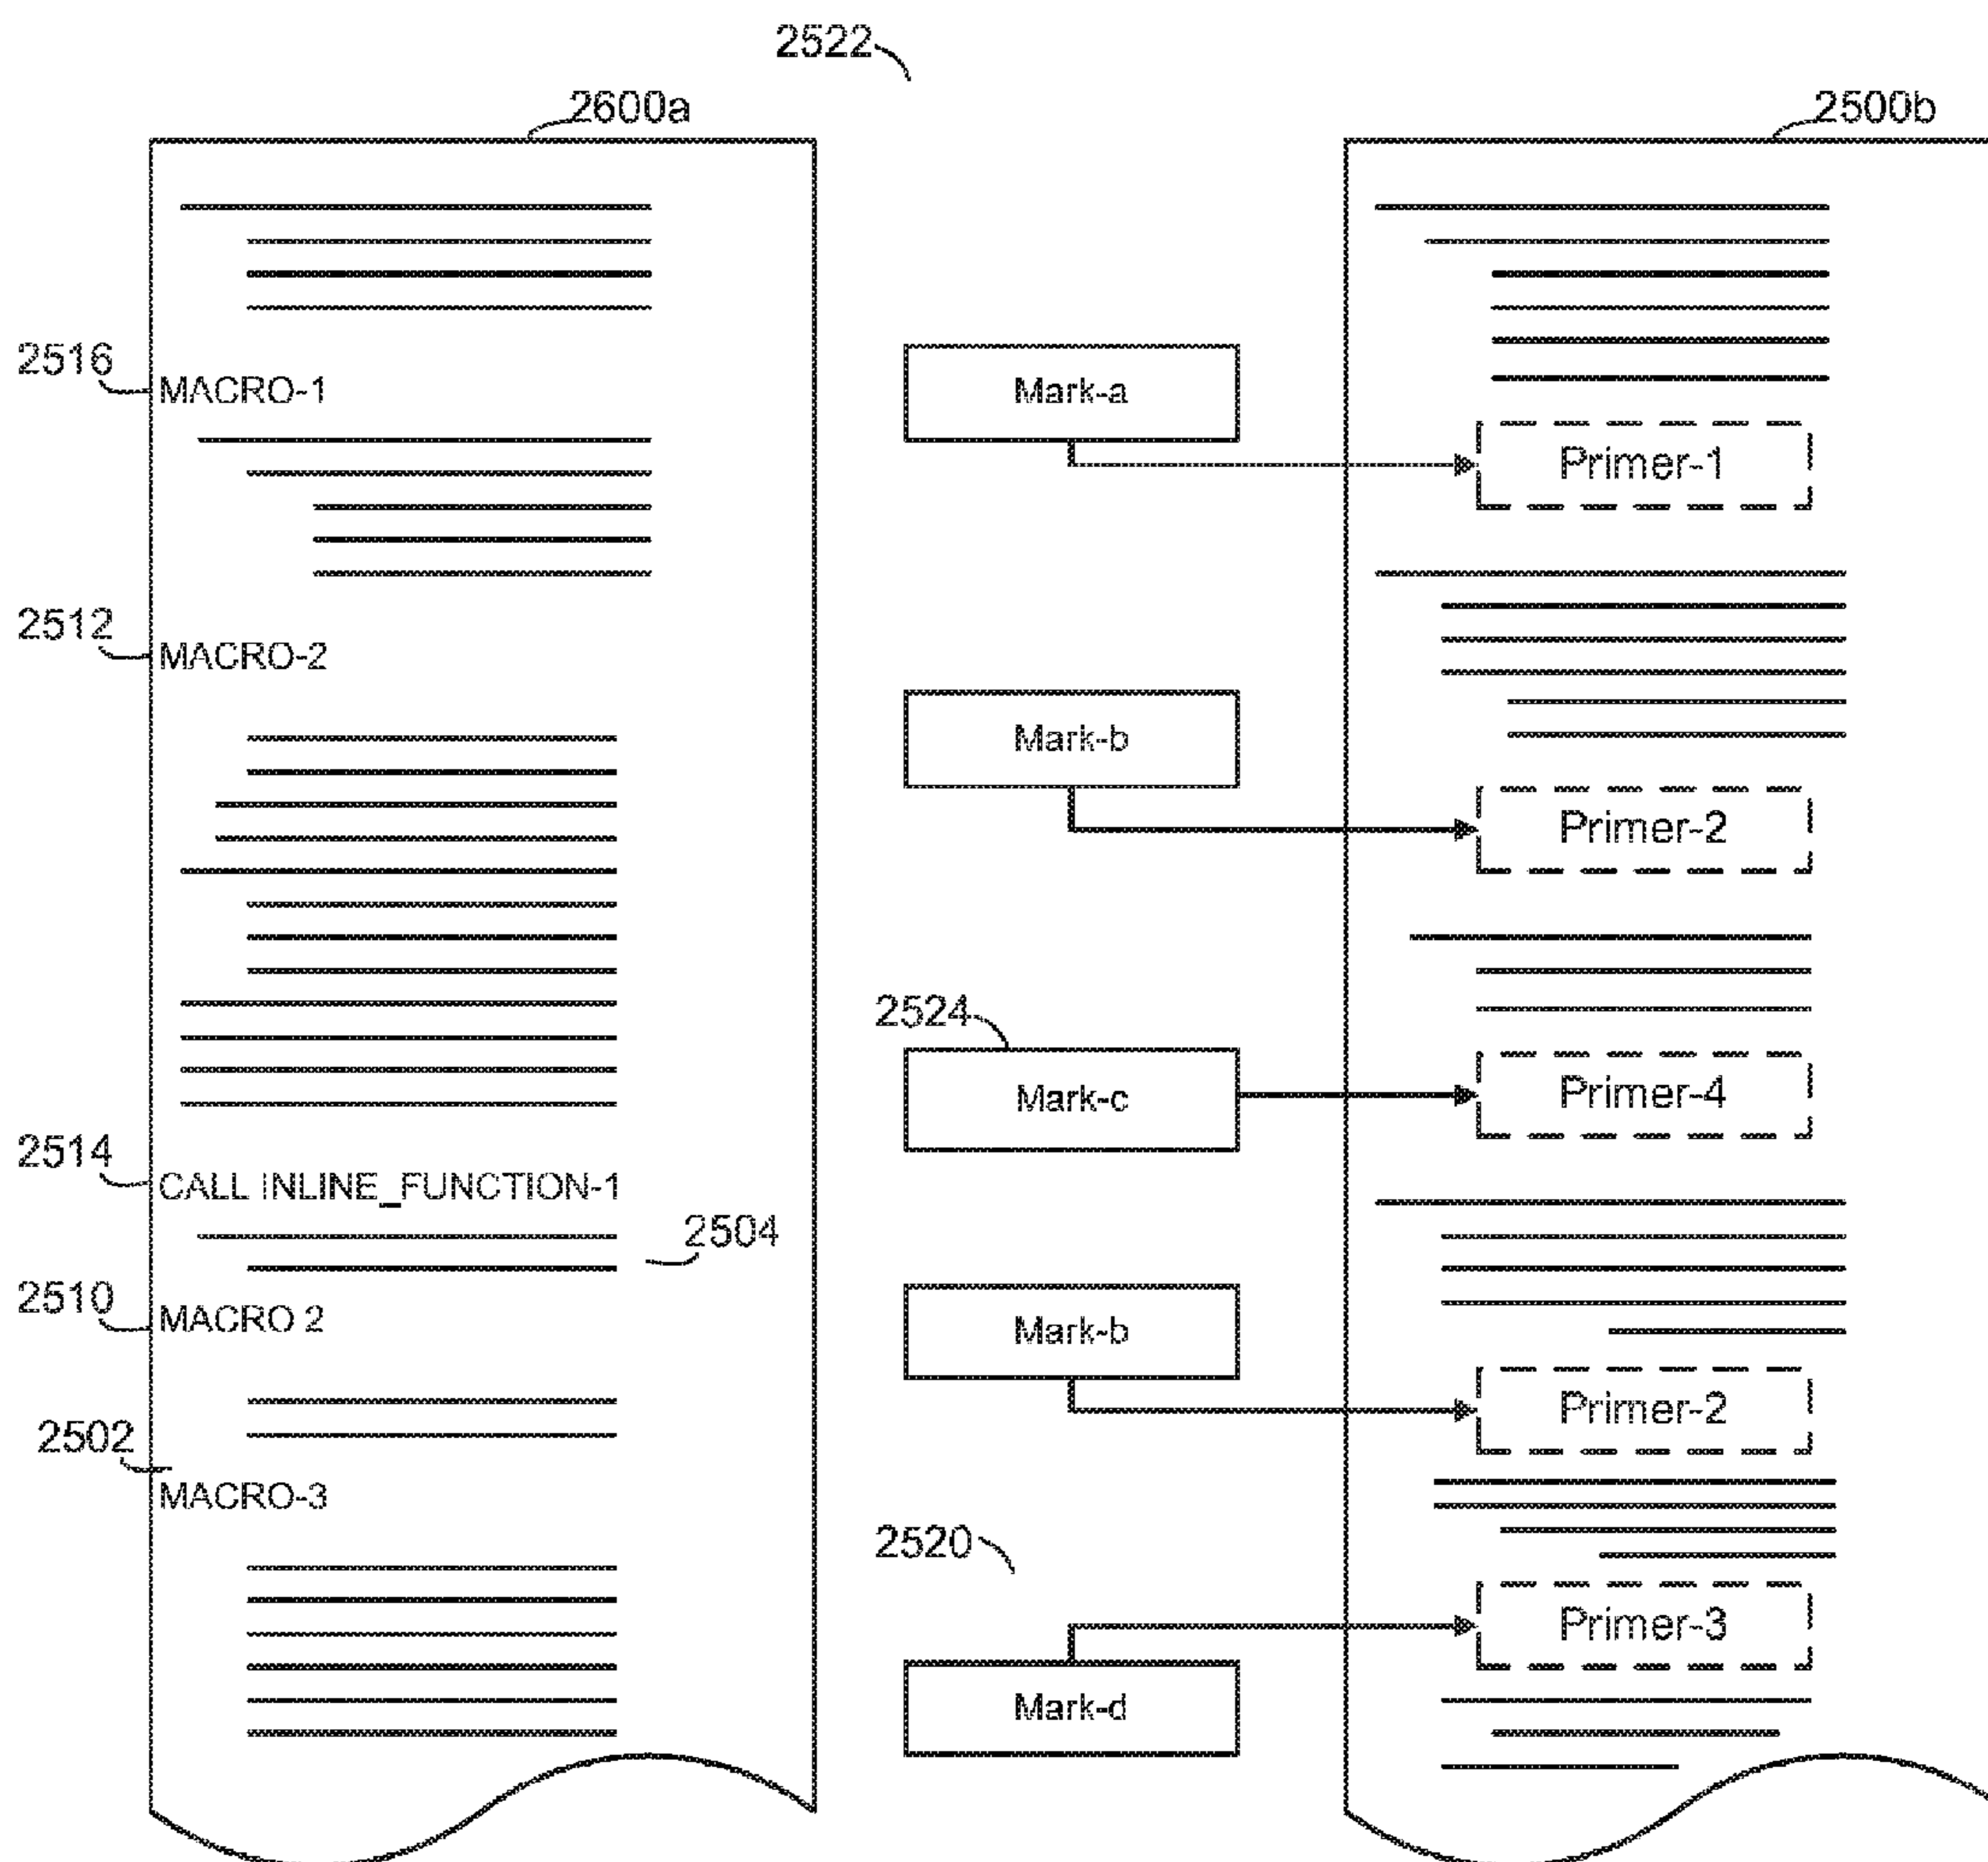 2522
2600a
2500b
2516
MACRO-1
Mark-a
Primer-1
2512
MACRO-2
Mark-b
Primer-2
2524
Mark-c
Primer-4
2514
CALL INLINE_FUNCTION-1
2504
2510
MACRO 2
Mark-b
Primer-2
2502
MACRO-3
2520
Primer-3
Mark-d